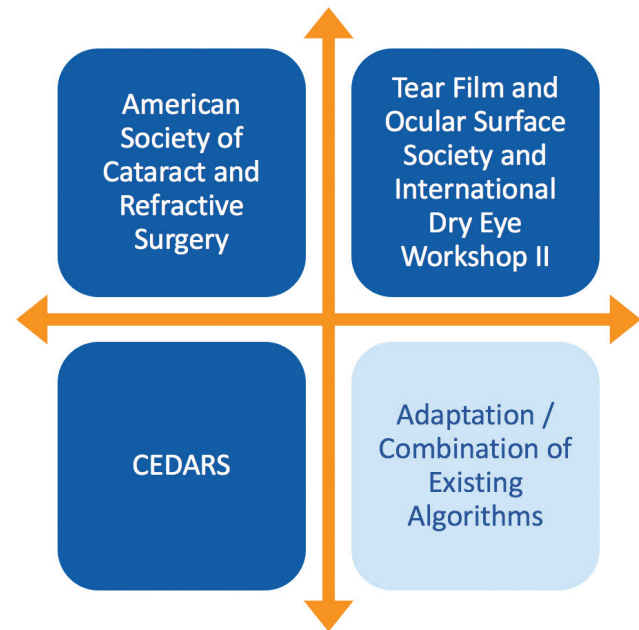 American
Society of
Cataract and
Refractive
Surgery
Tear Film and
Ocular Surface
Society and
International
Dry Eye
Workshop II
CEDARS
Adaptation /
Combination of
Existing
Algorithms